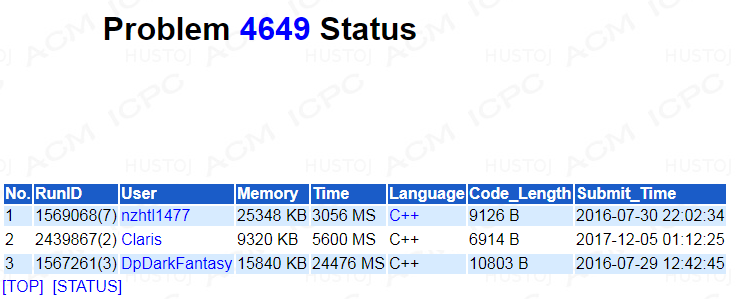 Problem 4649 Status
No. RunID User Memory Time Language Code_Length Submit_Time
1 1569068(7) nzhtl1477 25348 KB 3056 MS C++ 9126 B 2016-07-30 22:02:34
2 2439867(2) Claris 9320 KB 5600 MS C++ 6914 B 2017-12-05 01:12:25
3 1567261(3) DpDarkFantasy 15840 KB 24476 MS C++ 10803 B 2016-07-29 12:42:45
[TOP] [STATUS]
HUSTOJ
ACM ICPC